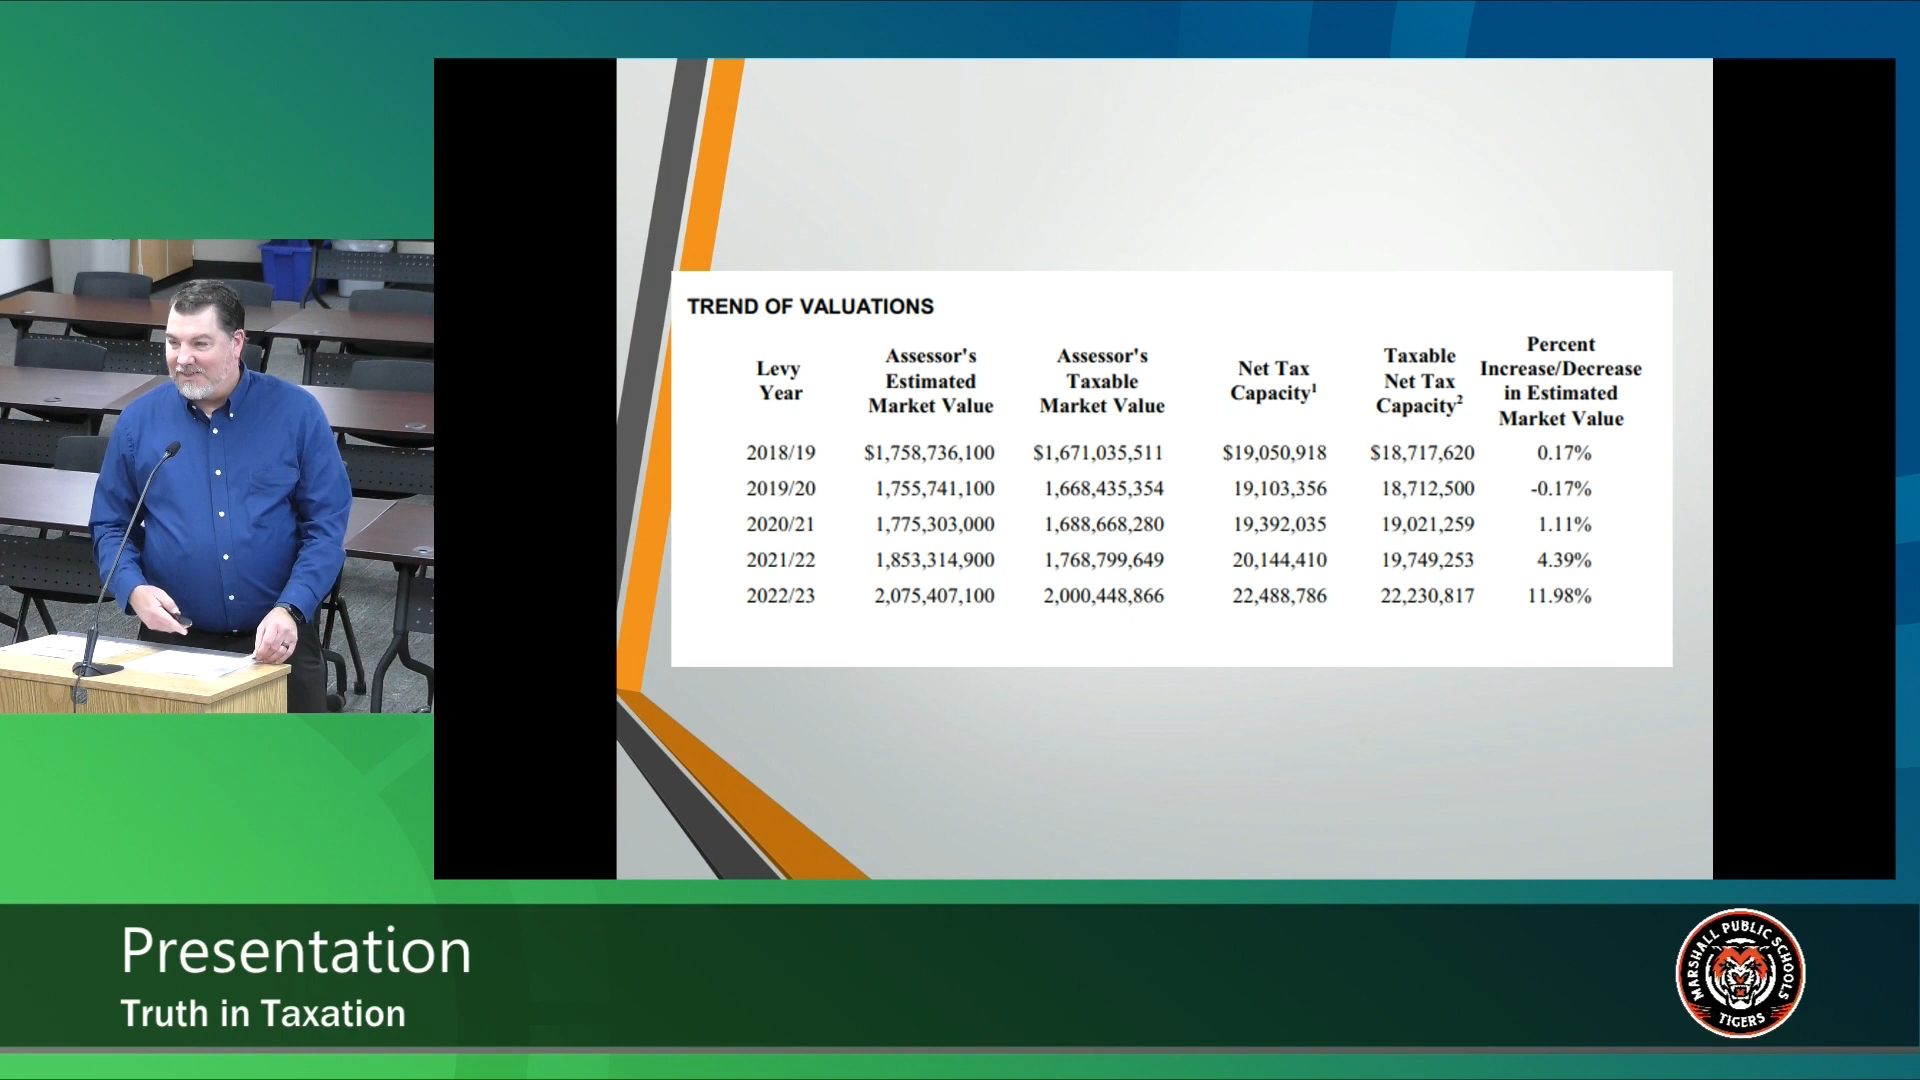 TREND OF VALUATIONS
Levy Year Assessor's Estimated Market Value Assessor's Taxable Market Value Net Tax Capacity¹ Taxable Net Tax Capacity² Percent Increase/Decrease in Estimated Market Value
2018/19 $1,758,736,100 $1,671,035,511 $19,050,918 $18,717,620 0.17%
2019/20 1,755,741,100 1,668,435,354 19,103,356 18,712,500 -0.17%
2020/21 1,775,303,000 1,688,668,280 19,392,035 19,021,259 1.11%
2021/22 1,853,314,900 1,768,799,649 20,144,410 19,749,253 4.39%
2022/23 2,075,407,100 2,000,448,866 22,488,786 22,230,817 11.98%
Presentation
Truth in Taxation
MARSHALL PUBLIC SCHOOLS
TIGERS